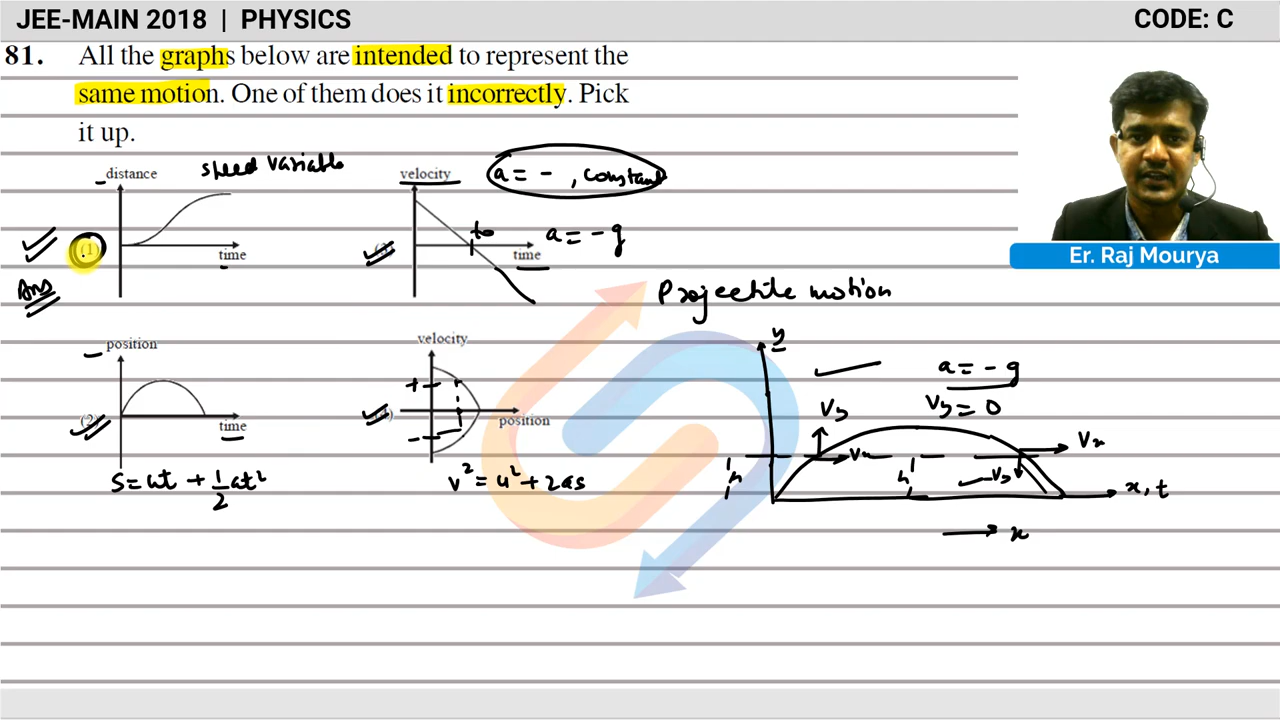 JEE-MAIN 2018 | PHYSICS
CODE: C
81. All the graphs below are intended to represent the
same motion. One of them does it incorrectly. Pick
it up.
distance
speed variable
(1)
time
Ans
velocity
a = - , constant
t₀
a = -g
time
Er. Raj Mourya
Projectile motion
position
(2)
time
S = ut + 1/2 at²
velocity
+
-
position
v² = u² + 2as
y
a = -g
Vy = 0
Vy
Vx
Vx
h
h
Vy
x, t
x